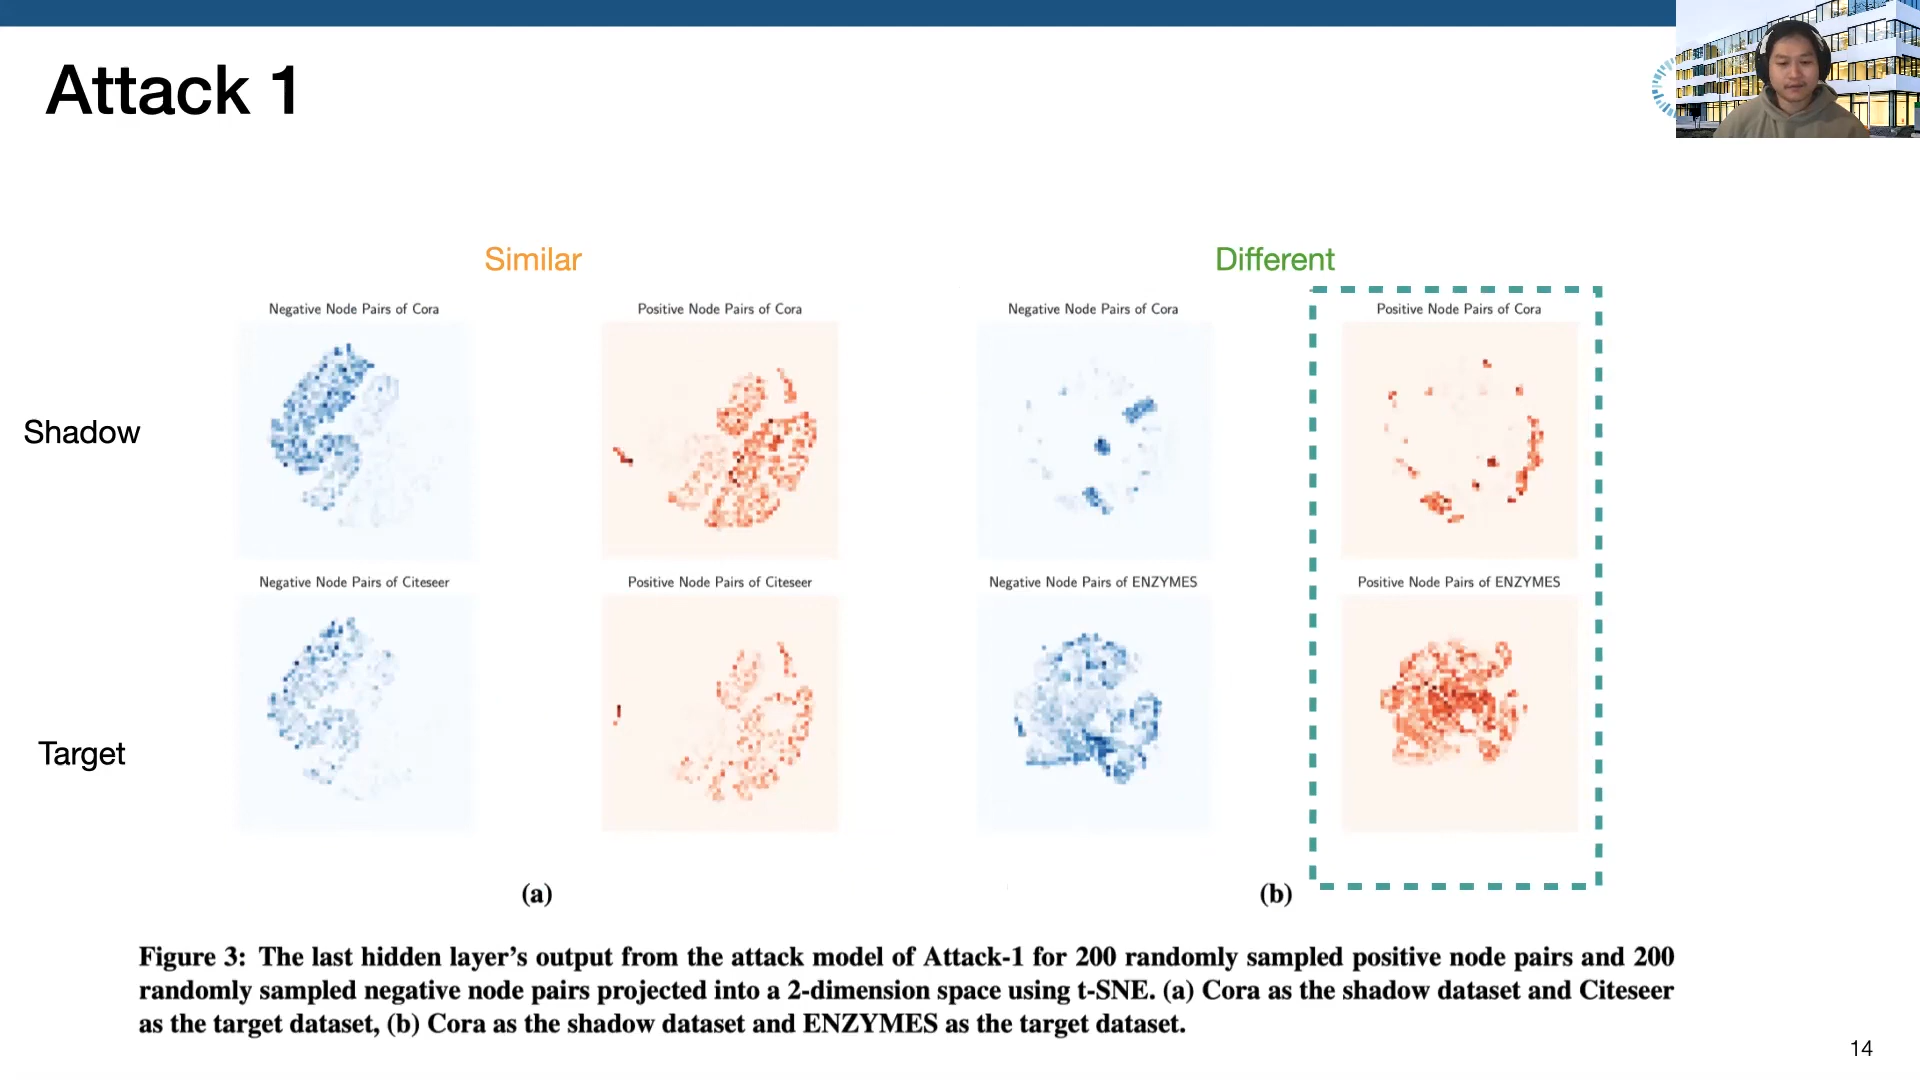 Attack 1
Similar
Different
Negative Node Pairs of Cora
Positive Node Pairs of Cora
Negative Node Pairs of Cora
Positive Node Pairs of Cora
Shadow
Negative Node Pairs of Citeseer
Positive Node Pairs of Citeseer
Negative Node Pairs of ENZYMES
Positive Node Pairs of ENZYMES
Target
(a)
(b)
Figure 3: The last hidden layer's output from the attack model of Attack-1 for 200 randomly sampled positive node pairs and 200
randomly sampled negative node pairs projected into a 2-dimension space using t-SNE. (a) Cora as the shadow dataset and Citeseer
as the target dataset, (b) Cora as the shadow dataset and ENZYMES as the target dataset.
14